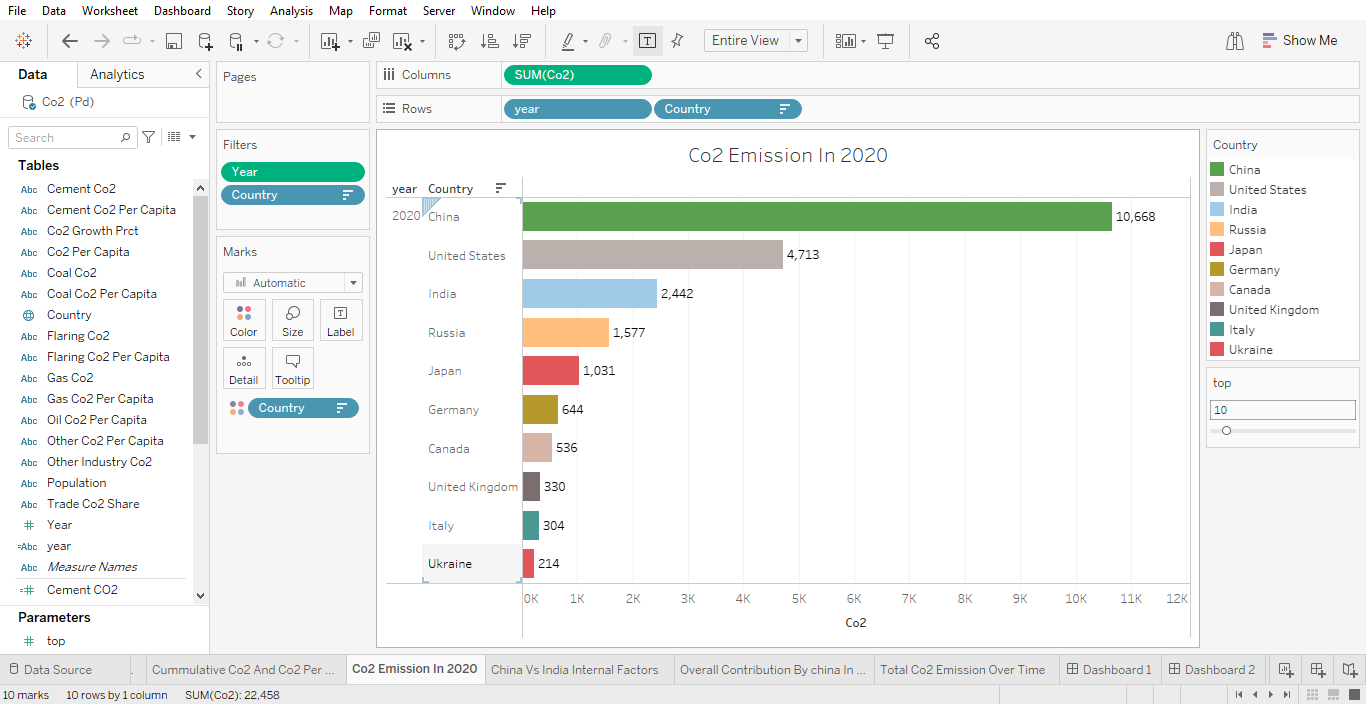 File Data Worksheet Dashboard Story Analysis Map Format Server Window Help
Entire View
Show Me
Data Analytics
Co2 (Pd)
Search
Tables
Abc Cement Co2
Abc Cement Co2 Per Capita
Abc Co2 Growth Prct
Abc Co2 Per Capita
Abc Coal Co2
Abc Coal Co2 Per Capita
Country
Abc Flaring Co2
Abc Flaring Co2 Per Capita
Abc Gas Co2
Abc Gas Co2 Per Capita
Abc Oil Co2 Per Capita
Abc Other Co2 Per Capita
Abc Other Industry Co2
Abc Population
Abc Trade Co2 Share
# Year
=Abc year
Abc Measure Names
=# Cement CO2
Parameters
# top
Pages
Filters
Year
Country
Marks
Automatic
Color Size Label
Detail Tooltip
Country
Columns SUM(Co2)
Rows year Country
Co2 Emission In 2020
year Country
2020 China 10,668
United States 4,713
India 2,442
Russia 1,577
Japan 1,031
Germany 644
Canada 536
United Kingdom 330
Italy 304
Ukraine 214
0K 1K 2K 3K 4K 5K 6K 7K 8K 9K 10K 11K 12K
Co2
Country
China
United States
India
Russia
Japan
Germany
Canada
United Kingdom
Italy
Ukraine
top
10
Data Source . Cummulative Co2 And Co2 Per ... Co2 Emission In 2020 China Vs India Internal Factors Overall Contribution By china In ... Total Co2 Emission Over Time Dashboard 1 Dashboard 2
10 marks 10 rows by 1 column SUM(Co2): 22,458